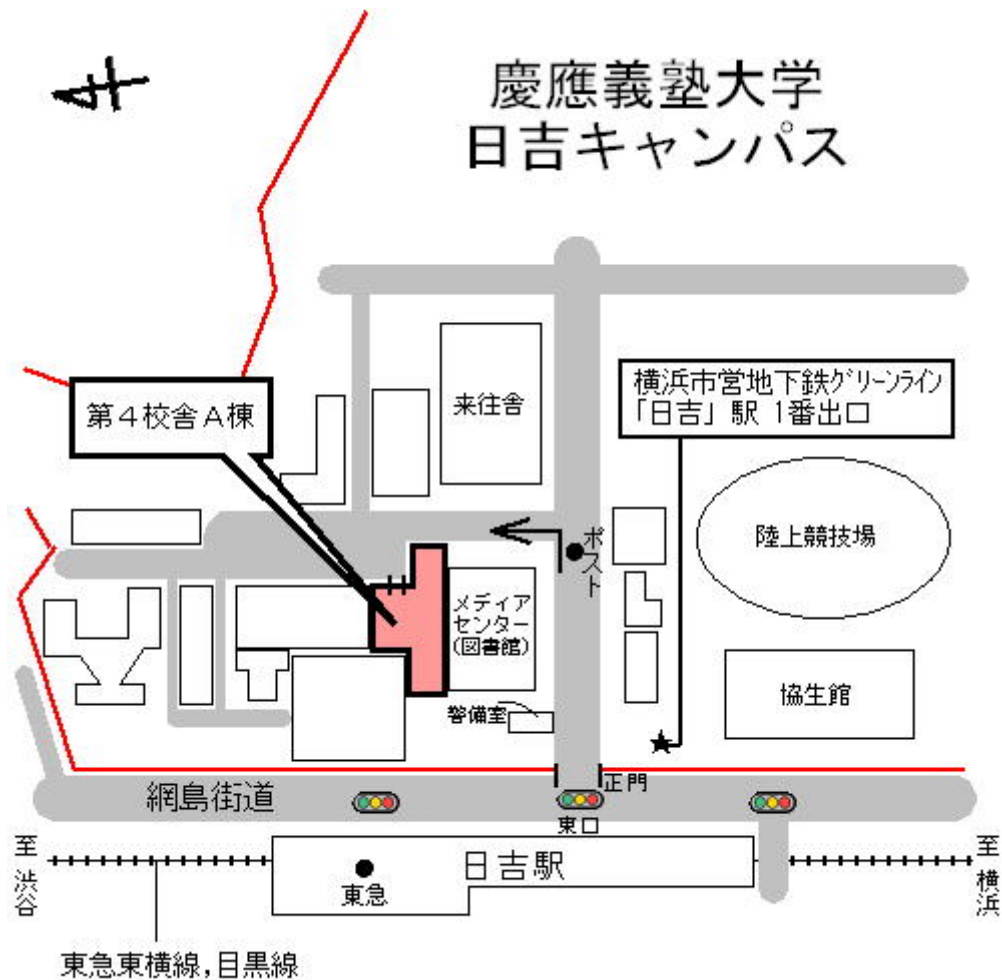 慶應義塾大学
日吉キャンパス
第4校舎A棟
来往舎
横浜市営地下鉄グリーンライン
「日吉」駅 1番出口
陸上競技場
ポスト
メディア
センター
(図書館)
協生館
警備室
正門
網島街道
東口
至渋谷
日吉駅
東急
至横浜
東急東横線,目黒線